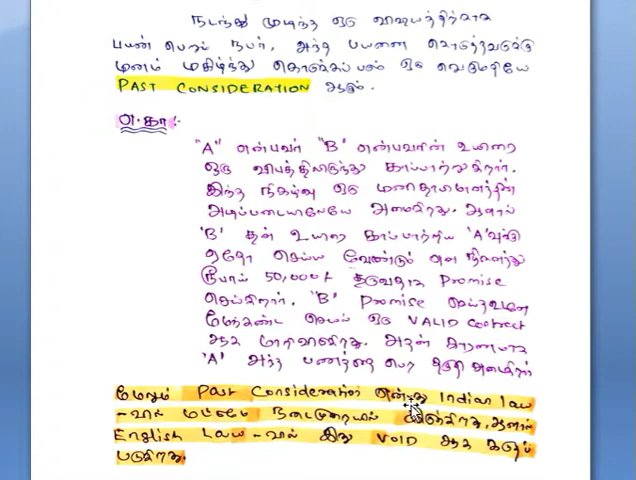 நடந்து முடிந்த ஒரு விஷயத்திற்காக
பயன் பெறும் நபர், அந்த பயனை கொடுத்தவருக்கு
மனம் மகிழ்ந்து கொடுக்கப்படும் ஒரு வெகுமதியே
PAST CONSIDERATION ஆகும்.
எ.கா:
"A" என்பவர் "B" என்பவரின் உயிரை
ஒரு விபத்திலிருந்து காப்பாற்றுகிறார்.
இந்த நிகழ்வு ஒரு மனிதாபிமானத்தின்
அடிப்படையாலேயே அமைகிறது. ஆனால்
'B' தன் உயிரை காப்பாற்றிய 'A' வுக்கு
ஏதோ செய்ய வேண்டும் என நினைத்து
ரூபாய் 50,000/- தருவதாக Promise
செய்கிறார். "B" Promise செய்தவுடனே
மேற்கண்ட செயல் ஒரு VALID Contract
ஆக மாறிவிடுகிறது. அதன் காரணமாக
'A' அந்த பணத்தை பெற தகுதி அடைகிறார்
மேலும் Past Consideration என்பது Indian law
-வில் மட்டுமே நடைமுறையில் இருக்கிறது, ஆனால்
English Law -வில் இது VOID ஆக கருதப்
படுகிறது.